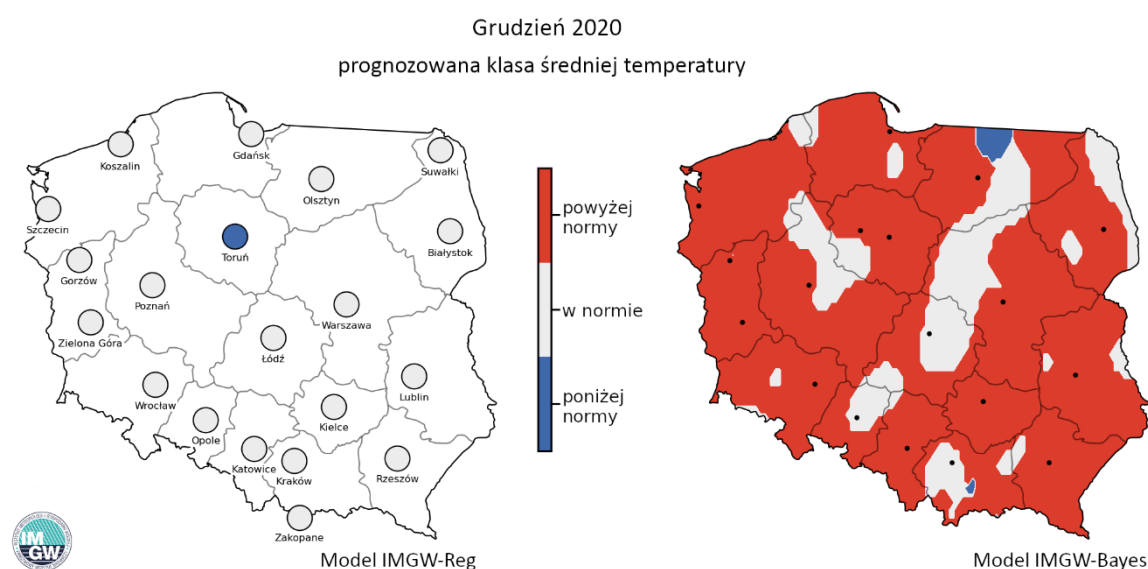 Grudzień 2020
prognozowana klasa średniej temperatury
Koszalin
Gdańsk
Suwałki
Olsztyn
Szczecin
Toruń
Białystok
Gorzów
Poznań
Warszawa
Zielona Góra
Łódź
Wrocław
Lublin
Opole
Kielce
Katowice
Kraków
Rzeszów
Zakopane
Model IMGW-Reg
powyżej
normy
w normie
poniżej
normy
Model IMGW-Bayes
IM
GW